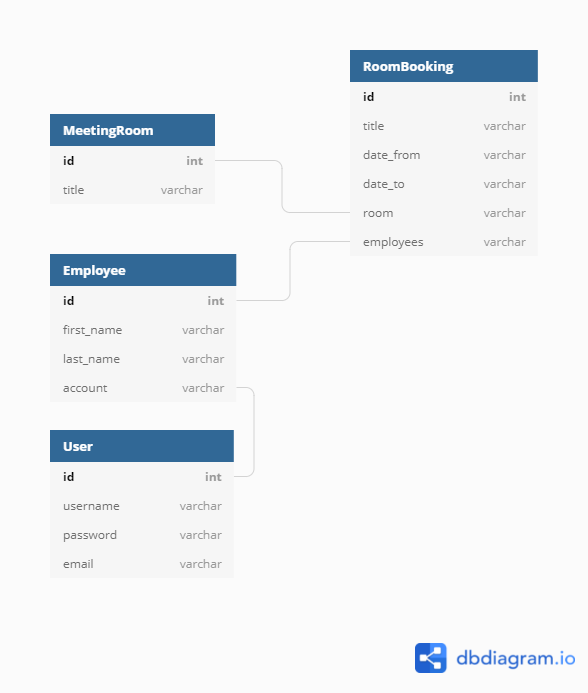 RoomBooking
id int
title varchar
date_from varchar
date_to varchar
room varchar
employees varchar
MeetingRoom
id int
title varchar
Employee
id int
first_name varchar
last_name varchar
account varchar
User
id int
username varchar
password varchar
email varchar
dbdiagram.io